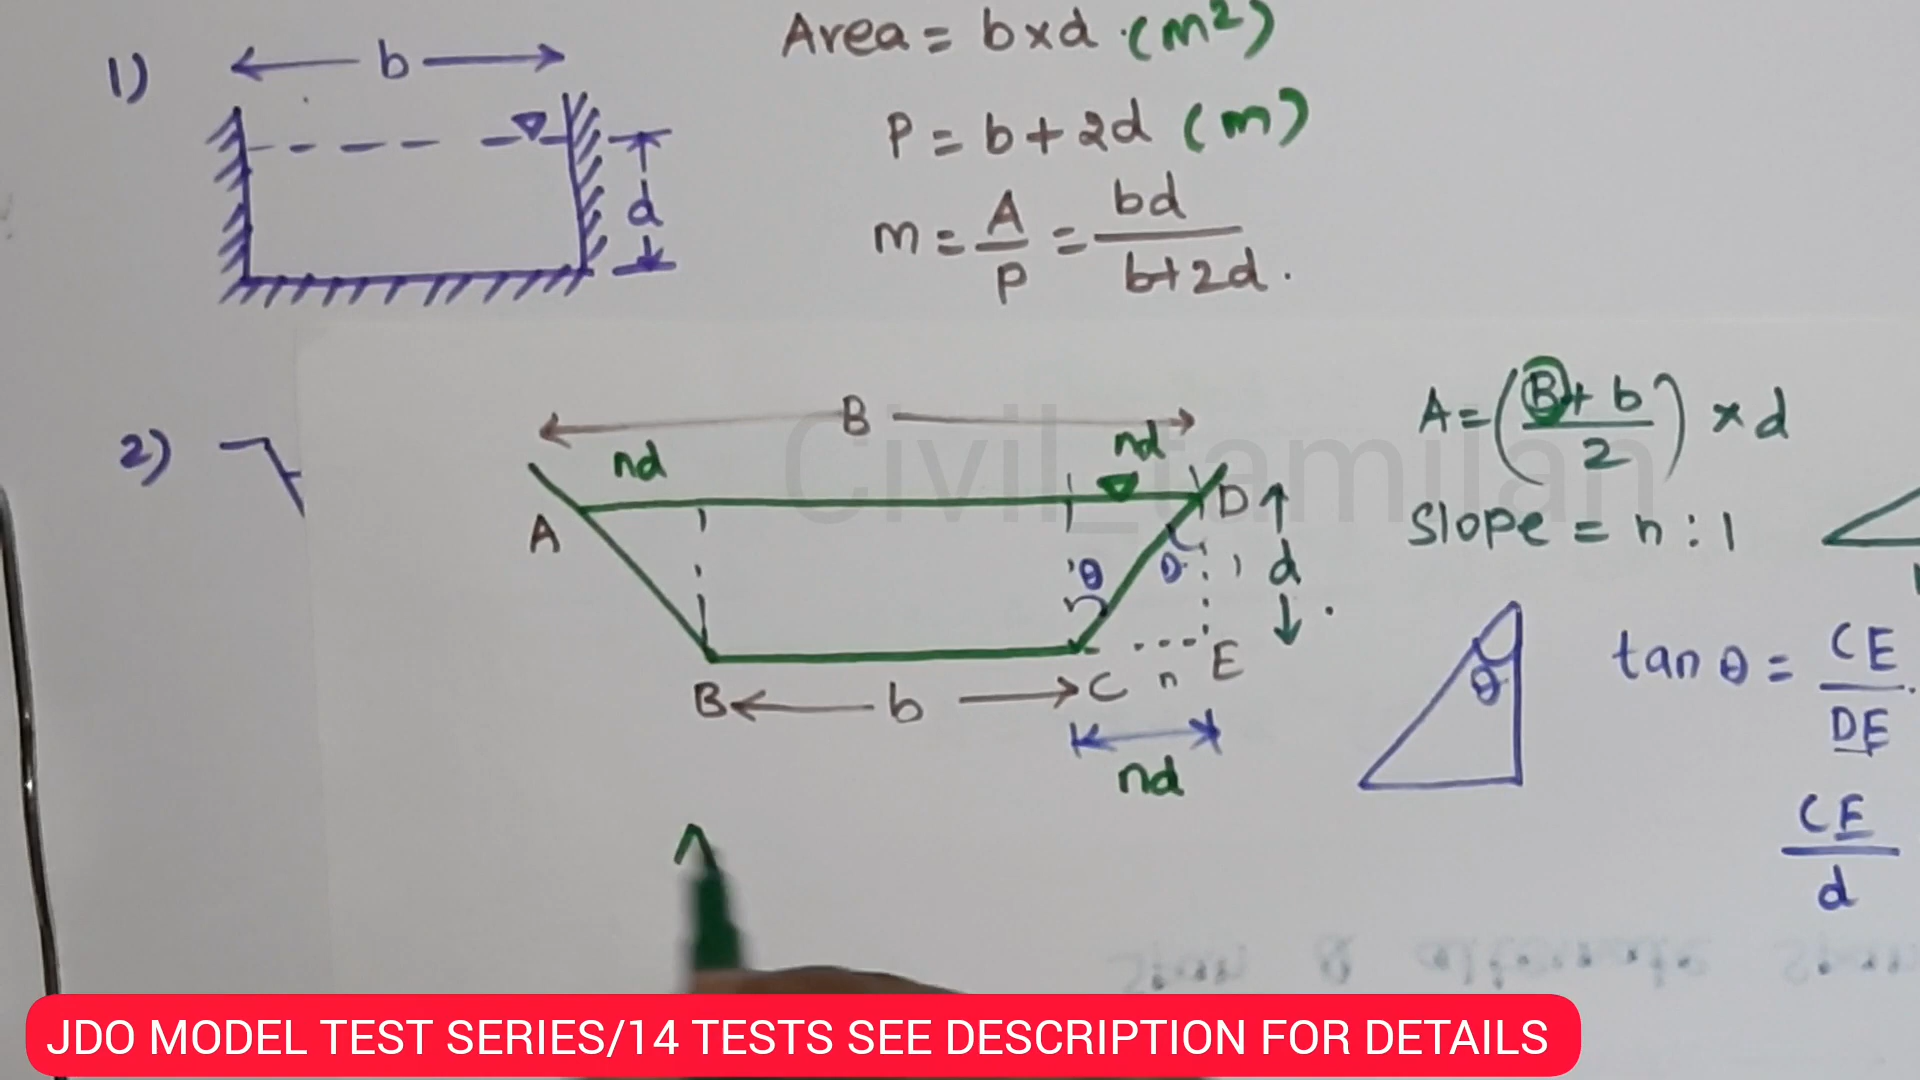 1)
b
d
Area = b×d (m²)
P = b+2d (m)
m = A/P = bd/b+2d.
2)
B
nd
nd
A
D
θ
θ
1
d
B
b
C
n
E
nd
A = (B+b/2) × d
Slope = n : 1
θ
tan θ = CE/DE
CE/d
Civil_tamilan
JDO MODEL TEST SERIES/14 TESTS SEE DESCRIPTION FOR DETAILS